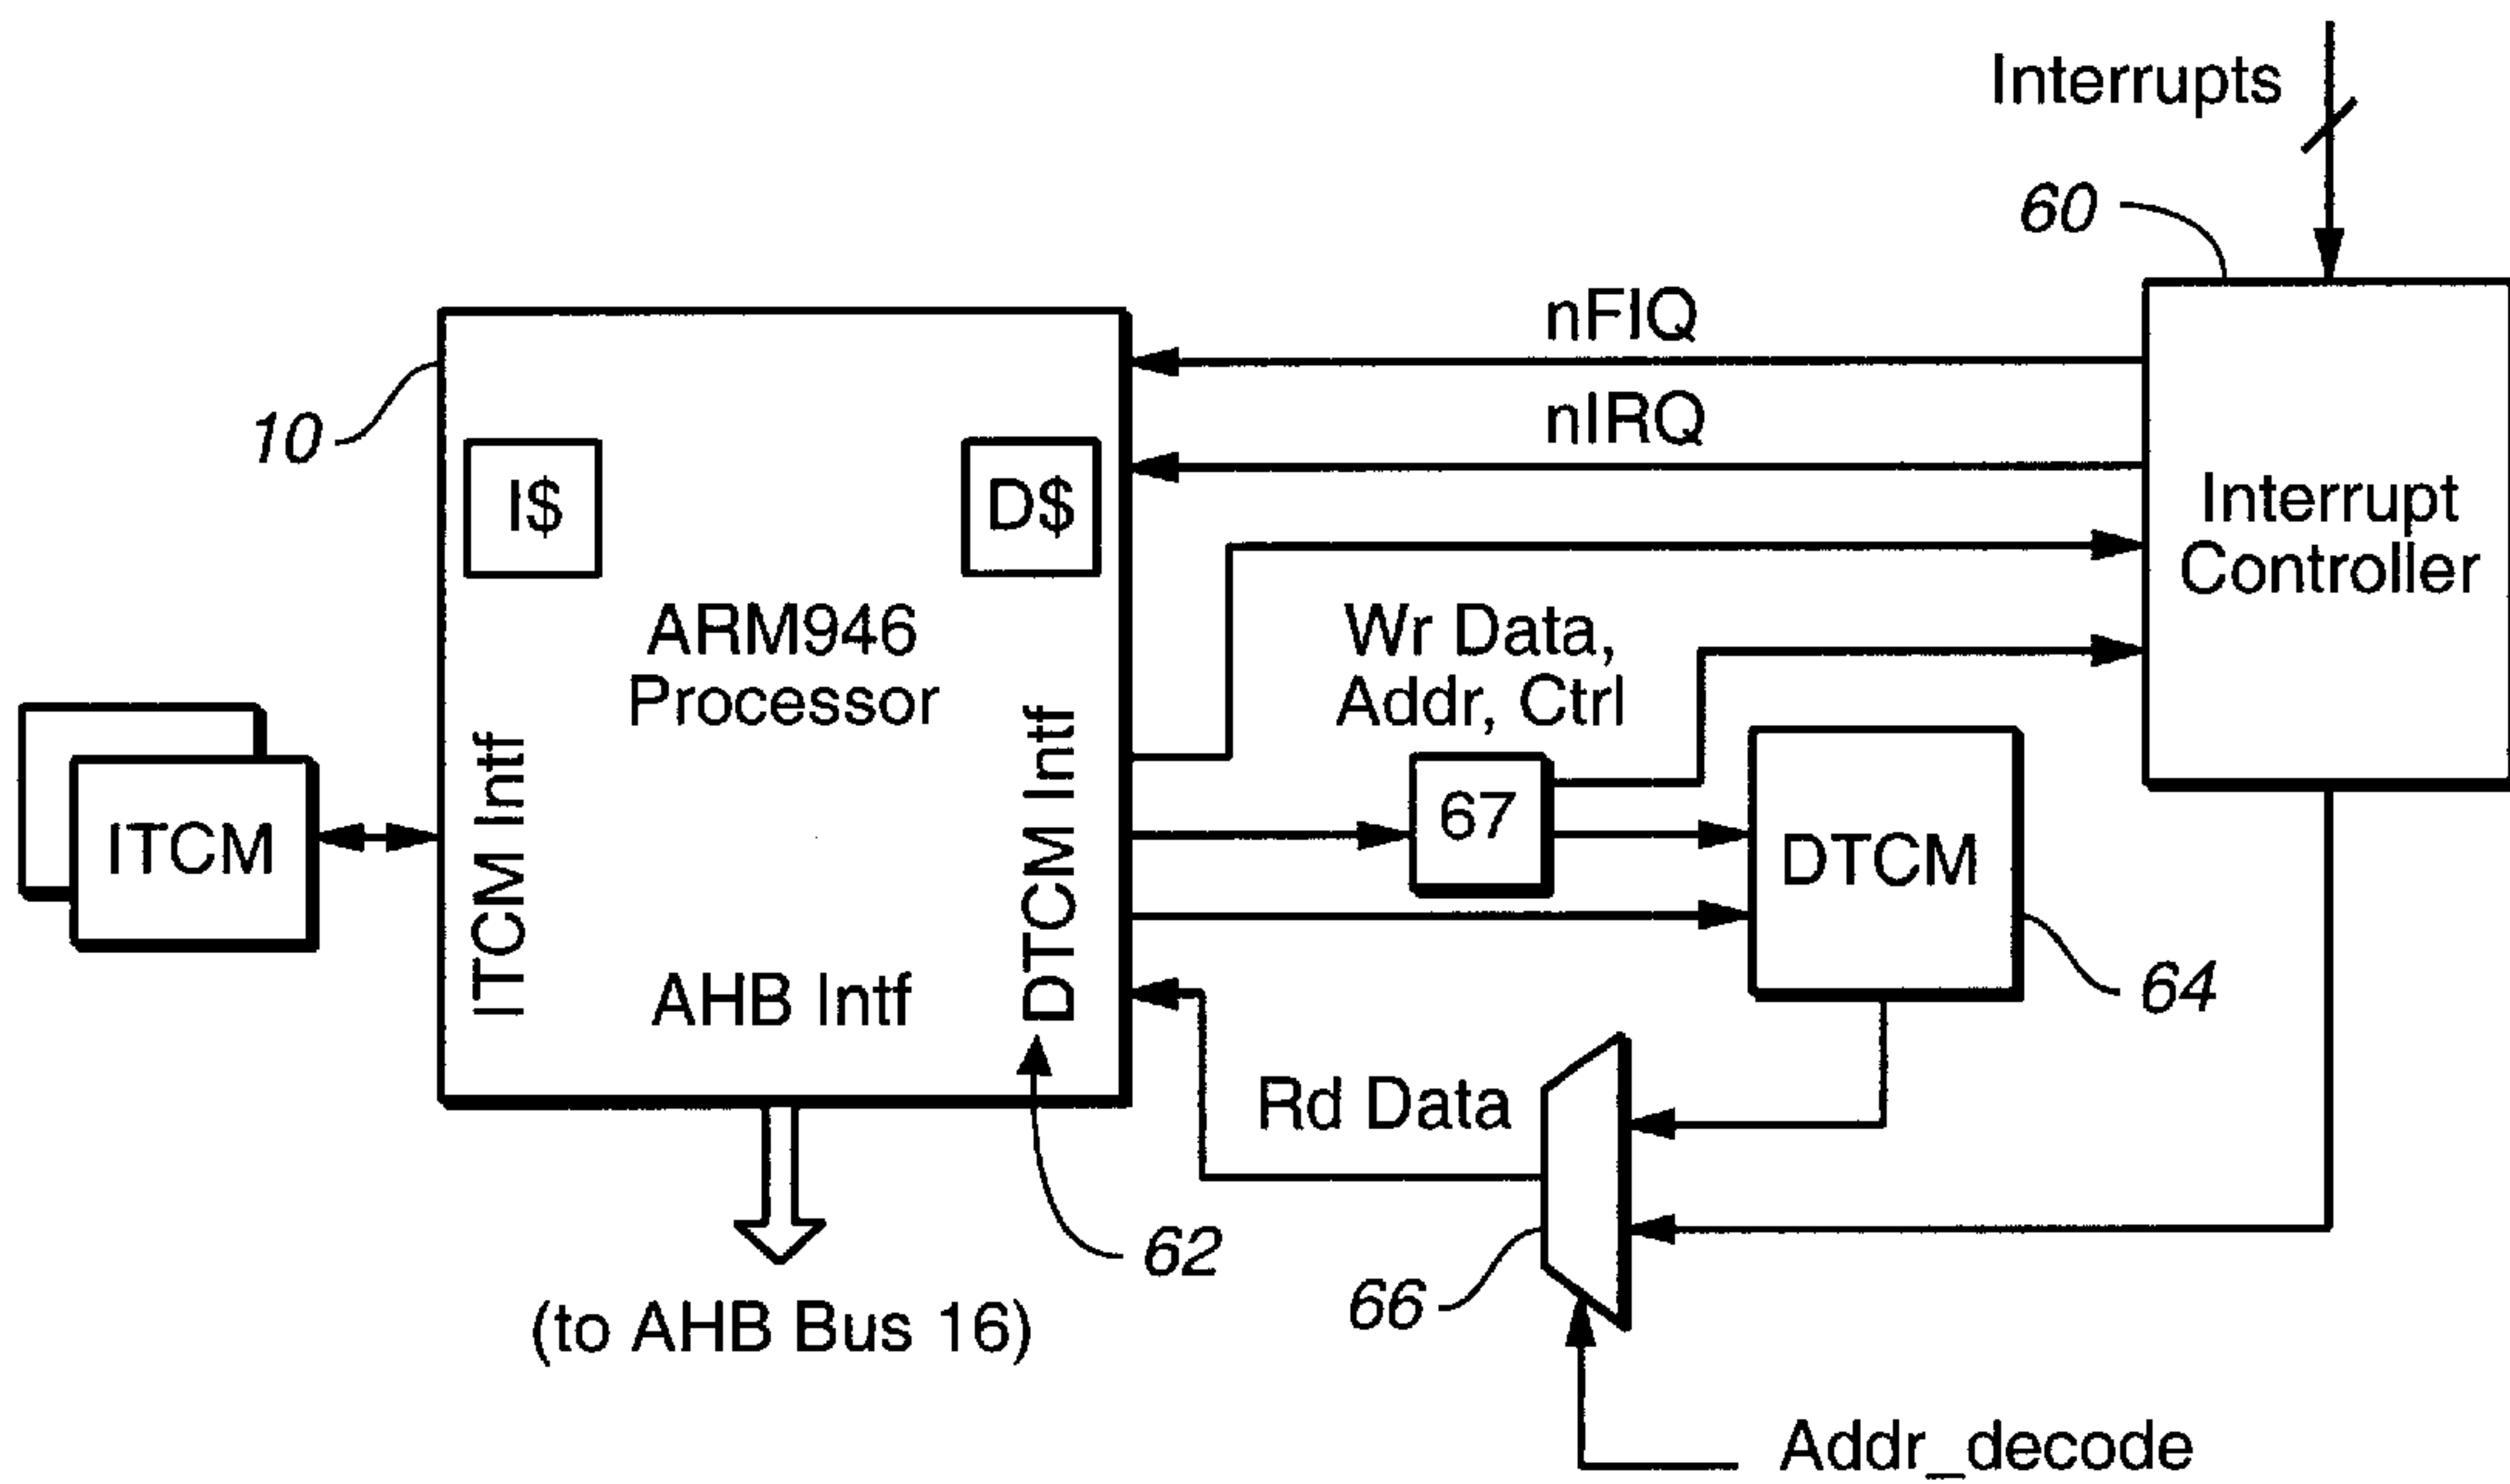 Interrupts
60
nFIQ
nIRQ
10
I$
D$
Interrupt
Controller
ARM946
Processor
Wr Data,
Addr, Ctrl
ITCM Intf
DTCM Intf
ITCM
67
DTCM
AHB Intf
64
Rd Data
62
66
(to AHB Bus 16)
Addr_decode